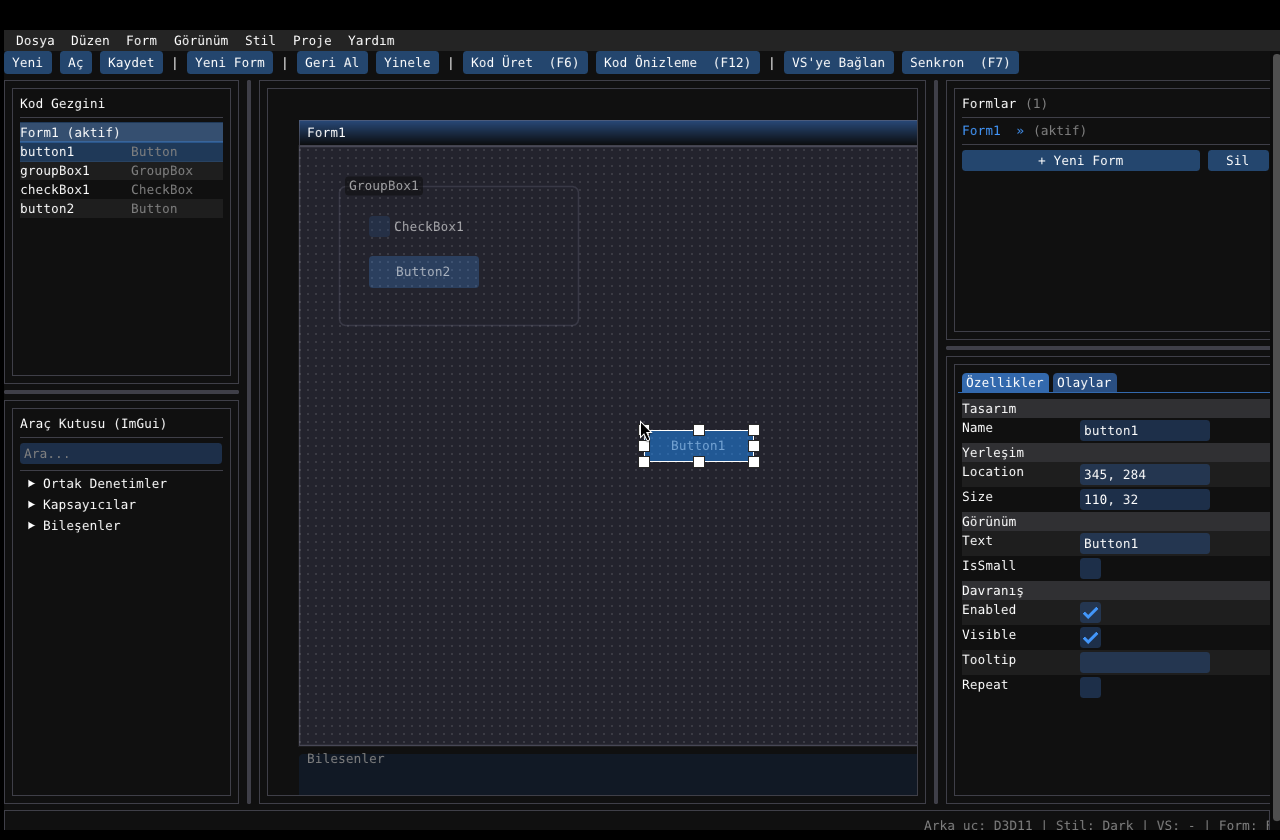 Dosya Düzen Form Görünüm Stil Proje Yardım
Yeni Aç Kaydet | Yeni Form | Geri Al Yinele | Kod Üret (F6) Kod Önizleme (F12) | VS'ye Bağlan Senkron (F7)
Kod Gezgini
Form1 (aktif)
button1 Button
groupBox1 GroupBox
checkBox1 CheckBox
button2 Button
Araç Kutusu (ImGui)
Ara...
► Ortak Denetimler
► Kapsayıcılar
► Bileşenler
Form1
GroupBox1
CheckBox1
Button2
Button1
Bilesenler
Formlar (1)
Form1 » (aktif)
+ Yeni Form Sil
Özellikler Olaylar
Tasarım
Name button1
Yerleşim
Location 345, 284
Size 110, 32
Görünüm
Text Button1
IsSmall
Davranış
Enabled
Visible
Tooltip
Repeat
Arka uc: D3D11 | Stil: Dark | VS: - | Form: